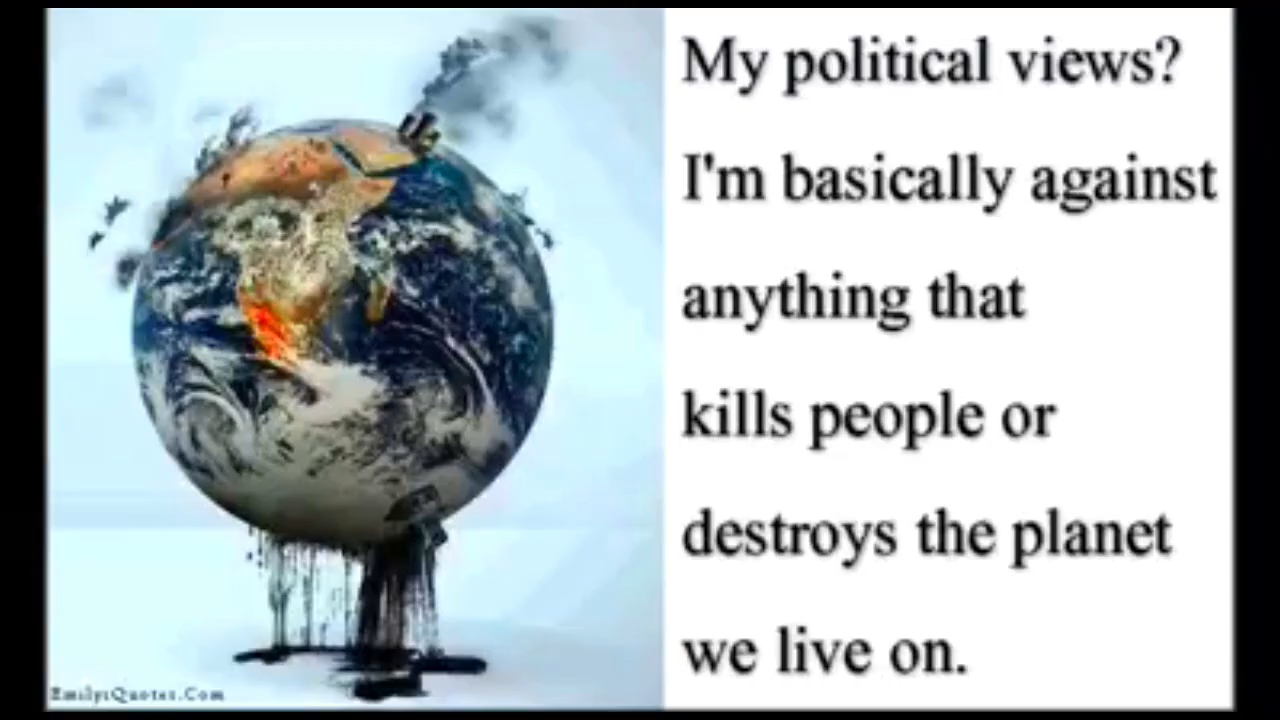 My political views?
I'm basically against
anything that
kills people or
destroys the planet
we live on.
EmilysQuotes.Com